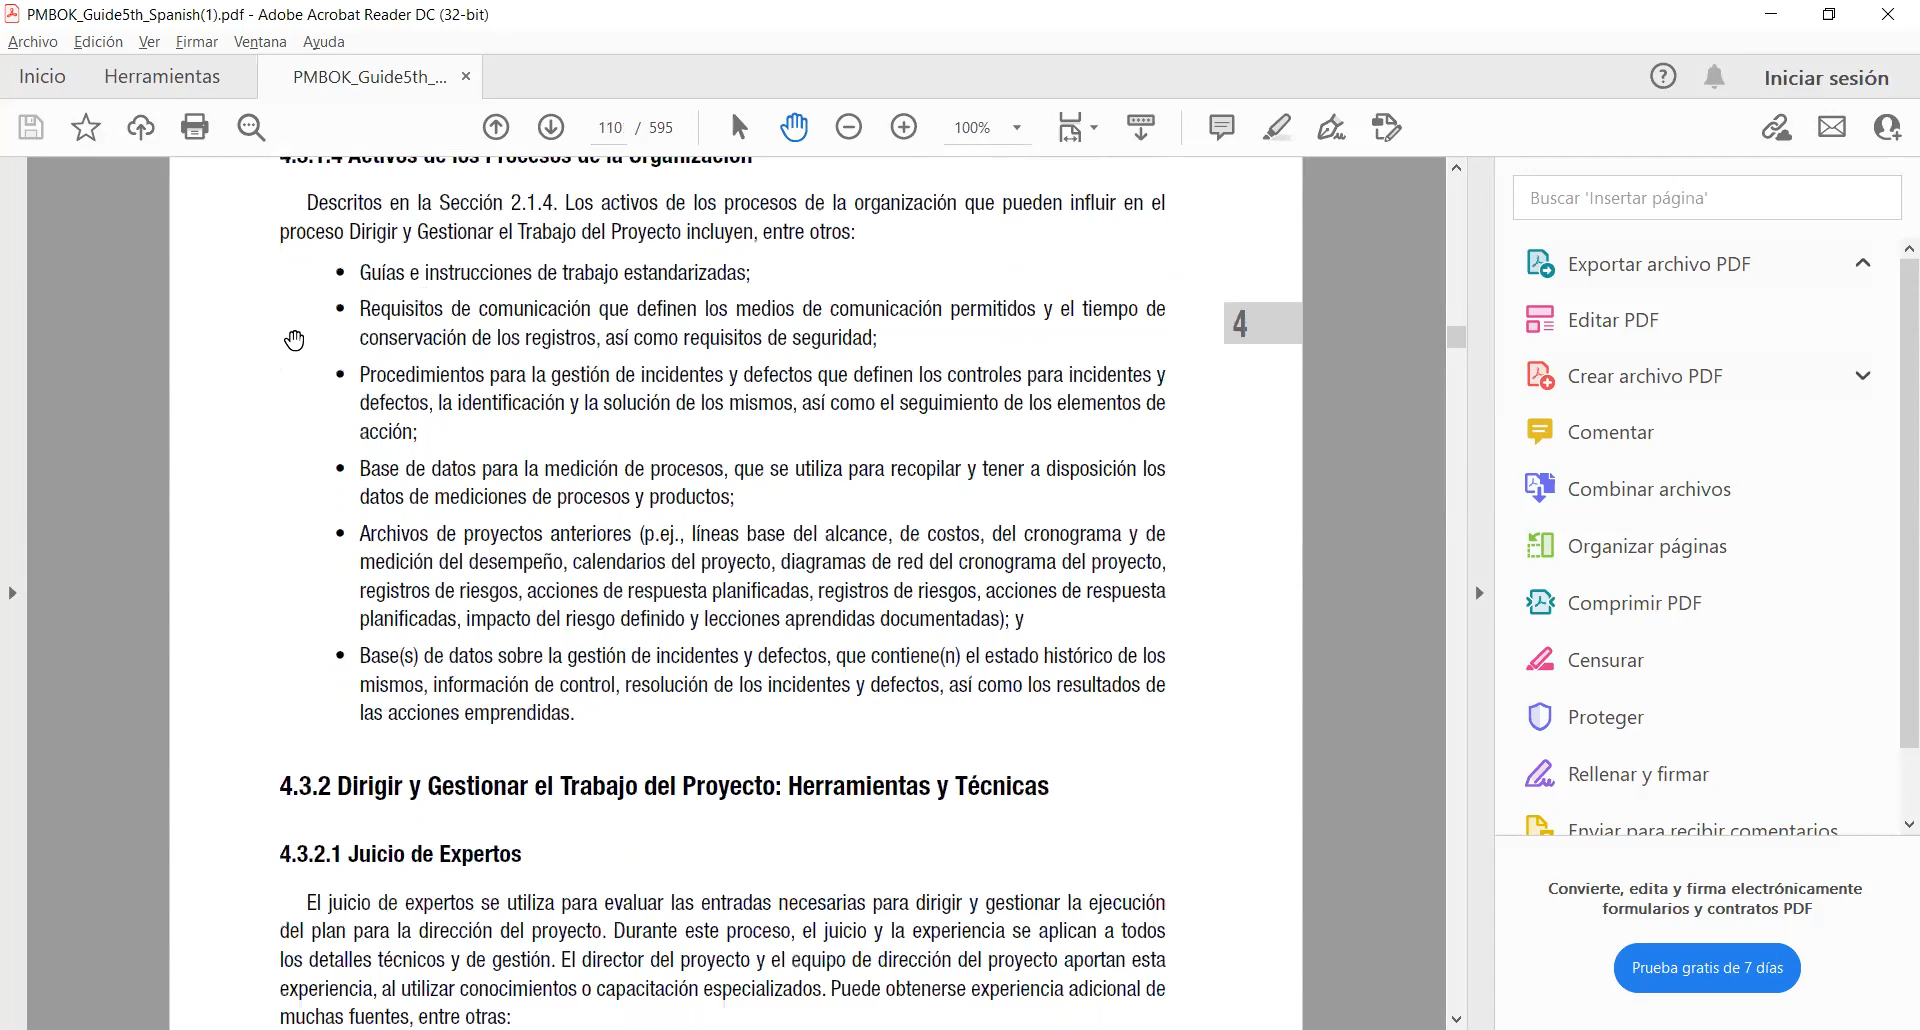 PMBOK_Guide5th_Spanish(1).pdf - Adobe Acrobat Reader DC (32-bit)
Archivo Edición Ver Firmar Ventana Ayuda
Inicio Herramientas PMBOK_Guide5th_... × Iniciar sesión
110 / 595 100%
4.3.1.4 Activos de los Procesos de la Organización
Descritos en la Sección 2.1.4. Los activos de los procesos de la organización que pueden influir en el
proceso Dirigir y Gestionar el Trabajo del Proyecto incluyen, entre otros:
• Guías e instrucciones de trabajo estandarizadas;
• Requisitos de comunicación que definen los medios de comunicación permitidos y el tiempo de
conservación de los registros, así como requisitos de seguridad;
• Procedimientos para la gestión de incidentes y defectos que definen los controles para incidentes y
defectos, la identificación y la solución de los mismos, así como el seguimiento de los elementos de
acción;
• Base de datos para la medición de procesos, que se utiliza para recopilar y tener a disposición los
datos de mediciones de procesos y productos;
• Archivos de proyectos anteriores (p.ej., líneas base del alcance, de costos, del cronograma y de
medición del desempeño, calendarios del proyecto, diagramas de red del cronograma del proyecto,
registros de riesgos, acciones de respuesta planificadas, registros de riesgos, acciones de respuesta
planificadas, impacto del riesgo definido y lecciones aprendidas documentadas); y
• Base(s) de datos sobre la gestión de incidentes y defectos, que contiene(n) el estado histórico de los
mismos, información de control, resolución de los incidentes y defectos, así como los resultados de
las acciones emprendidas.
4.3.2 Dirigir y Gestionar el Trabajo del Proyecto: Herramientas y Técnicas
4.3.2.1 Juicio de Expertos
El juicio de expertos se utiliza para evaluar las entradas necesarias para dirigir y gestionar la ejecución
del plan para la dirección del proyecto. Durante este proceso, el juicio y la experiencia se aplican a todos
los detalles técnicos y de gestión. El director del proyecto y el equipo de dirección del proyecto aportan esta
experiencia, al utilizar conocimientos o capacitación especializados. Puede obtenerse experiencia adicional de
muchas fuentes, entre otras:
4
Buscar 'Insertar página'
Exportar archivo PDF
Editar PDF
Crear archivo PDF
Comentar
Combinar archivos
Organizar páginas
Comprimir PDF
Censurar
Proteger
Rellenar y firmar
Enviar para recibir comentarios
Convierte, edita y firma electrónicamente
formularios y contratos PDF
Prueba gratis de 7 días